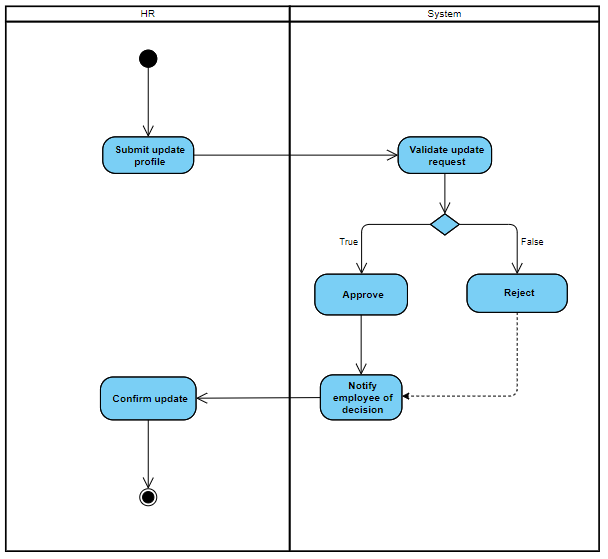 HR
System
Submit update
profile
Validate update
request
True
False
Approve
Reject
Confirm update
Notify
employee of
decision